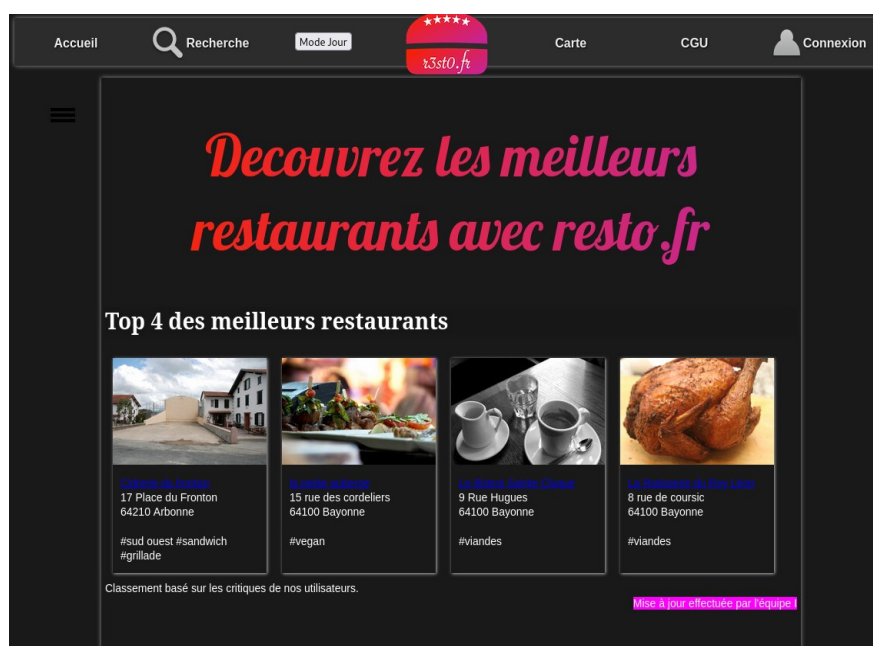 Accueil
Recherche
Mode Jour
r3st0.fr
Carte
CGU
Connexion
Decouvrez les meilleurs
restaurants avec resto.fr
Top 4 des meilleurs restaurants
17 Place du Fronton
64210 Arbonne
#sud ouest #sandwich
#grillade
15 rue des cordeliers
64100 Bayonne
#vegan
9 Rue Hugues
64100 Bayonne
#viandes
8 rue de coursic
64100 Bayonne
#viandes
Classement basé sur les critiques de nos utilisateurs.
Mise à jour effectuée par l'équipe